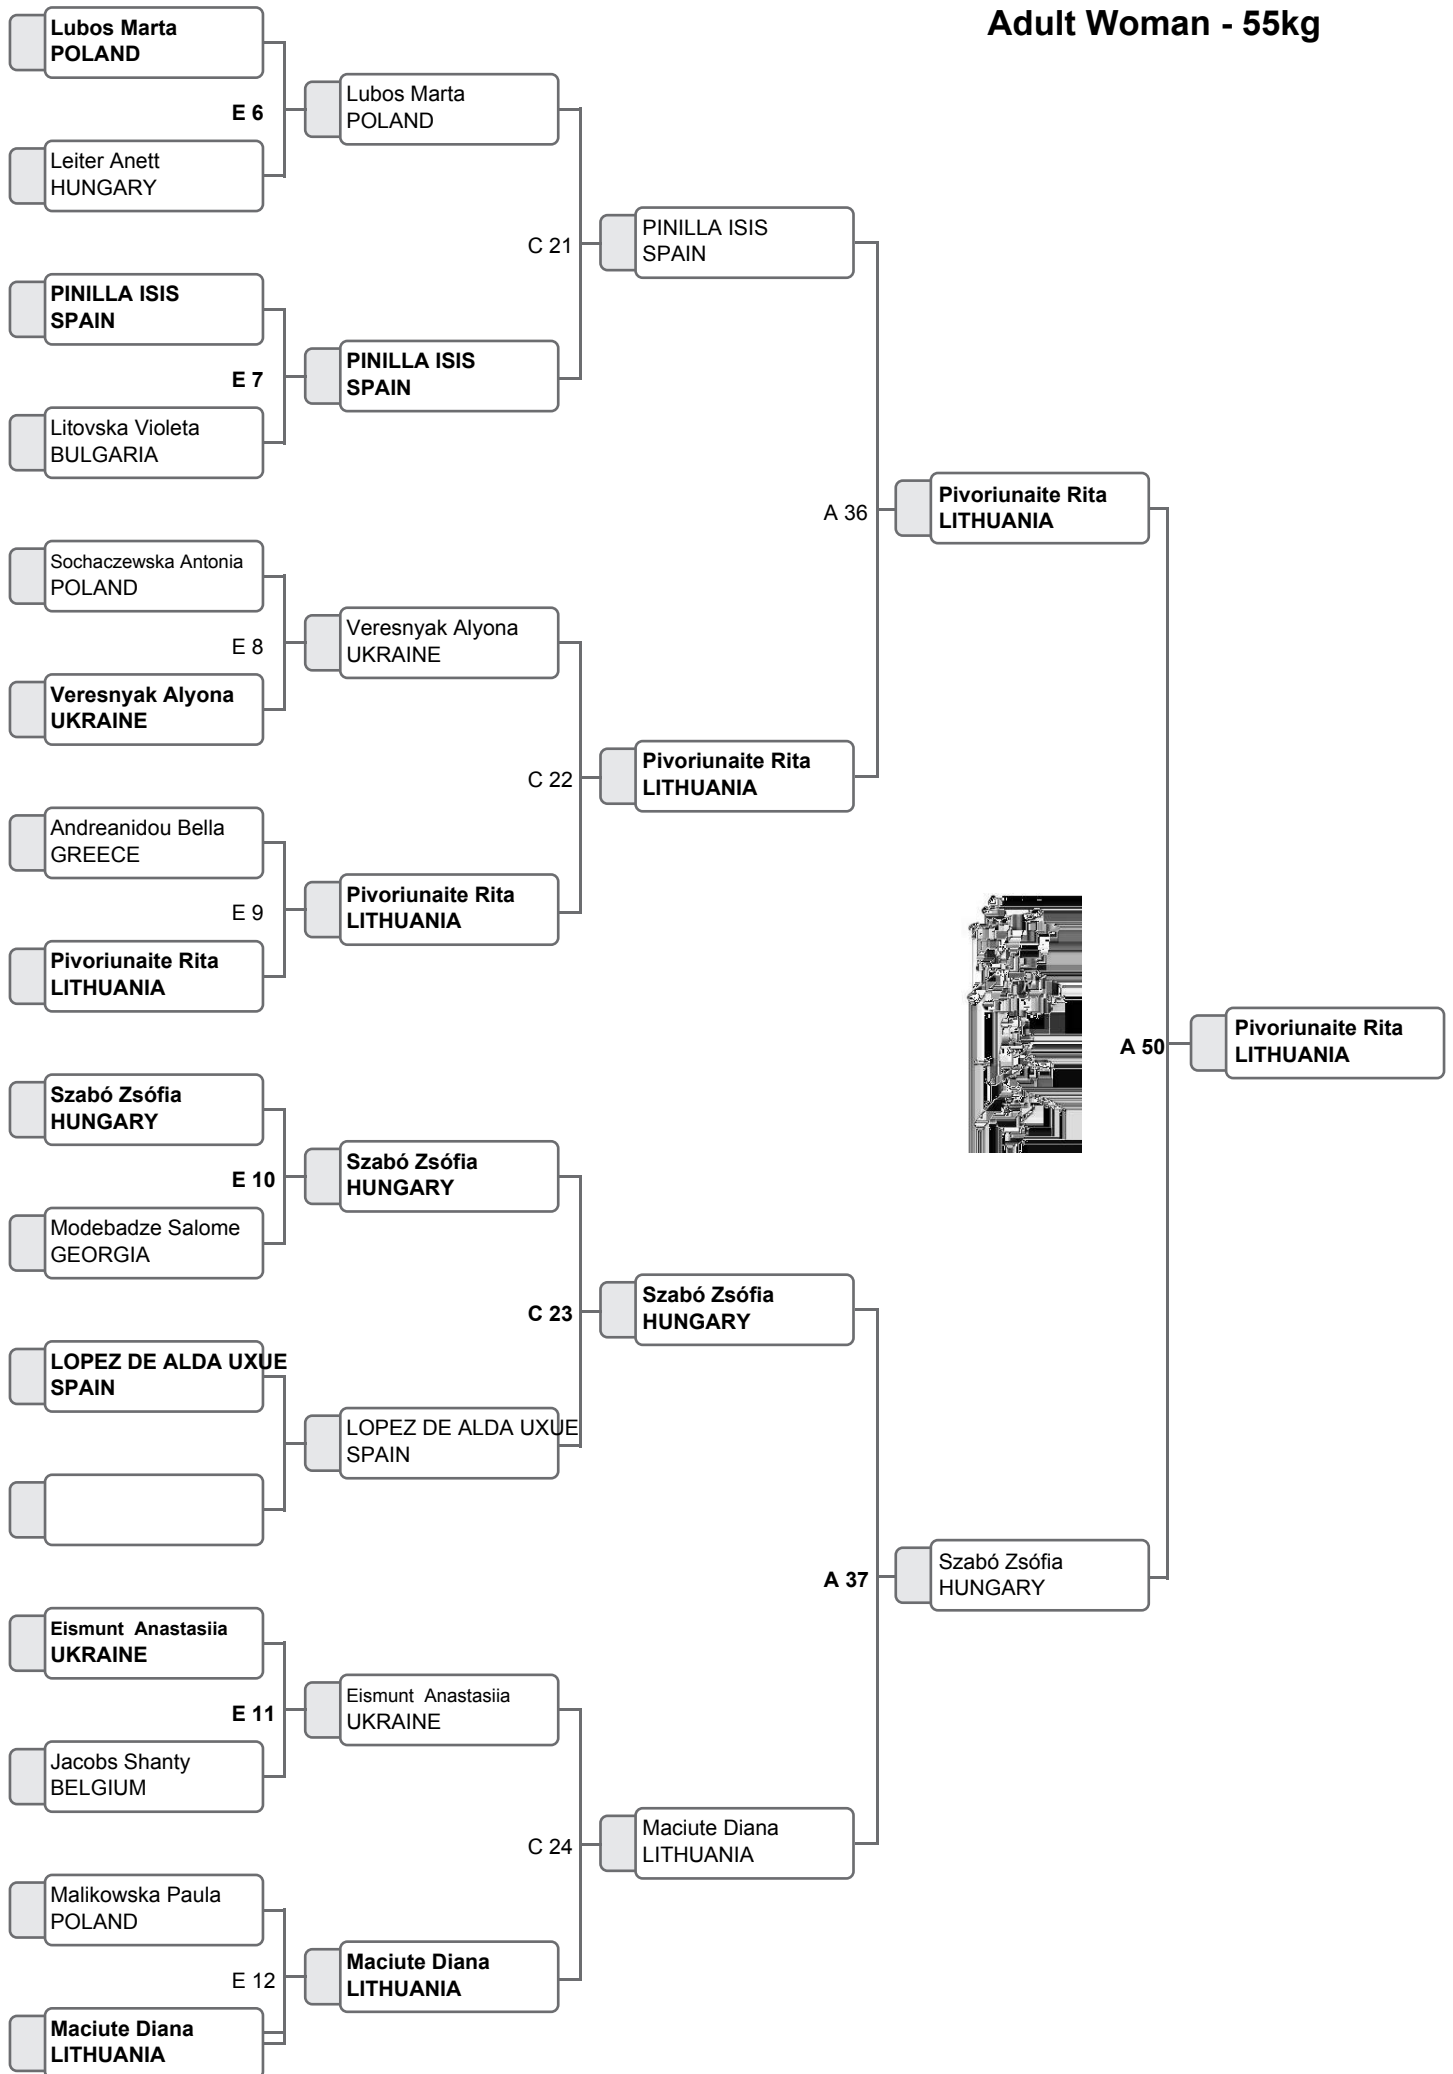 Adult Woman - 55kg
Lubos Marta
POLAND
E 6
Leiter Anett
HUNGARY
PINILLA ISIS
SPAIN
E 7
Litovska Violeta
BULGARIA
Sochaczewska Antonia
POLAND
E 8
Veresnyak Alyona
UKRAINE
Andreanidou Bella
GREECE
E 9
Pivoriunaite Rita
LITHUANIA
Szabó Zsófia
HUNGARY
E 10
Modebadze Salome
GEORGIA
LOPEZ DE ALDA UXUE
SPAIN
Eismunt  Anastasiia
UKRAINE
E 11
Jacobs Shanty
BELGIUM
Malikowska Paula
POLAND
E 12
Maciute Diana
LITHUANIA
Lubos Marta
POLAND
C 21
PINILLA ISIS
SPAIN
Veresnyak Alyona
UKRAINE
C 22
Pivoriunaite Rita
LITHUANIA
Szabó Zsófia
HUNGARY
C 23
LOPEZ DE ALDA UXUE
SPAIN
Eismunt  Anastasiia
UKRAINE
C 24
Maciute Diana
LITHUANIA
PINILLA ISIS
SPAIN
A 36
Pivoriunaite Rita
LITHUANIA
Szabó Zsófia
HUNGARY
A 37
Maciute Diana
LITHUANIA
Pivoriunaite Rita
LITHUANIA
A 50
Szabó Zsófia
HUNGARY
Pivoriunaite Rita
LITHUANIA